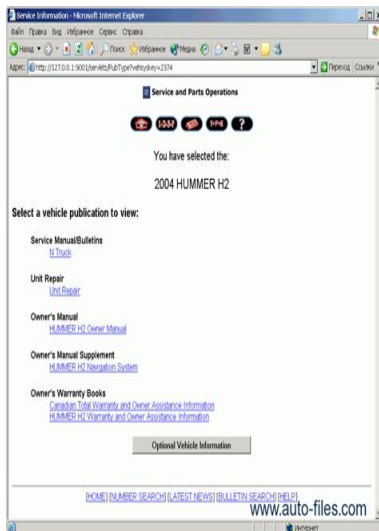 Service Information - Microsoft Internet Explorer
Файл Правка Вид Избранное Сервис Справка
Назад Поиск Избранное Медиа
Адрес: http://127.0.0.1:9001/servlets/PubType?vehsyskey=2374 Переход Ссылки
Service and Parts Operations
?
You have selected the:
2004 HUMMER H2
Select a vehicle publication to view:
Service Manual/Bulletins
N Truck
Unit Repair
Unit Repair
Owner's Manual
HUMMER H2 Owner Manual
Owner's Manual Supplement
HUMMER H2 Navigation System
Owner's Warranty Books
Canadian Total Warranty and Owner Assistance Information
HUMMER H2 Warranty and Owner Assistance Information
Optional Vehicle Information
[HOME] [NUMBER SEARCH] [LATEST NEWS] [BULLETIN SEARCH] [HELP]
www.auto-files.com
Интернет